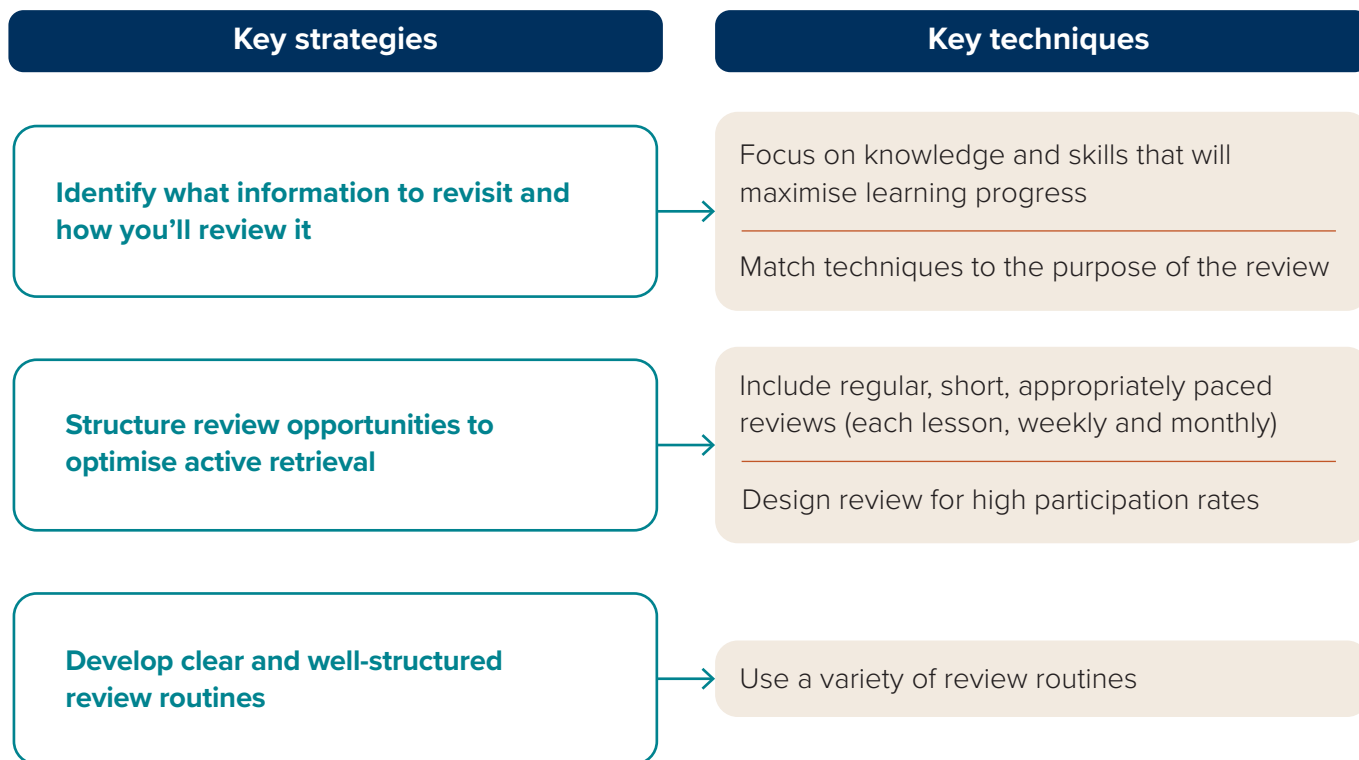 Key strategies
Key techniques
Identify what information to revisit and
how you'll review it
Focus on knowledge and skills that will
maximise learning progress
Match techniques to the purpose of the review
Structure review opportunities to
optimise active retrieval
Include regular, short, appropriately paced
reviews (each lesson, weekly and monthly)
Design review for high participation rates
Develop clear and well-structured
review routines
Use a variety of review routines